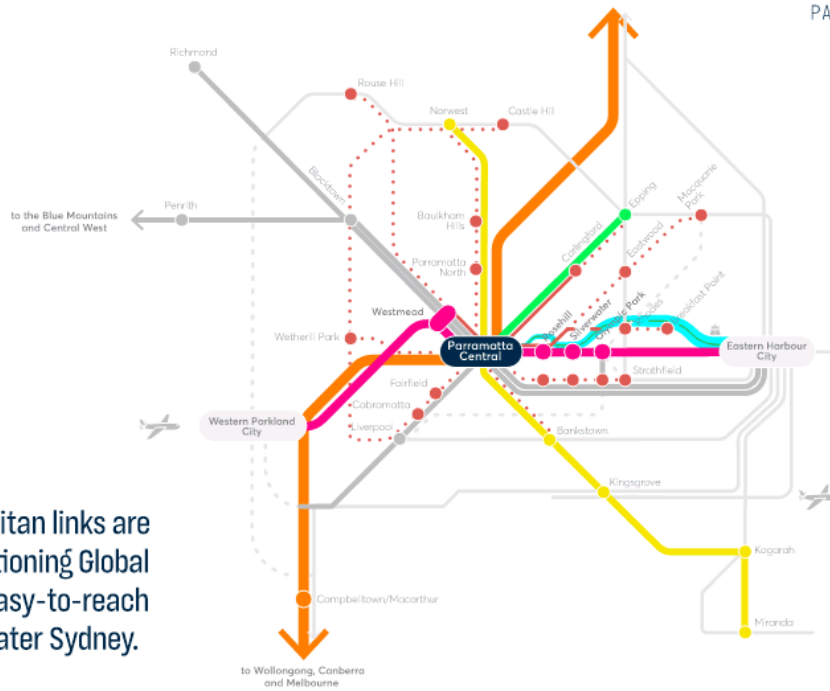 PA
Richmond
Rouse Hill
Norwest
Castle Hill
Blacktown
Penrith
to the Blue Mountains
and Central West
Epping
Macquarie
Park
Baulkham
Hills
Carlingford
Eastwood
Parramatta
North
Westmead
Rosehill
Silverwater
Olympic Park
Rhodes
Breakfast Point
Wetherill Park
Parramatta
Central
Eastern Harbour
City
Strathfield
Fairfield
Cabramatta
Western Parkland
City
Liverpool
Bankstown
Kingsgrove
itan links are
tioning Global
asy-to-reach
ater Sydney.
Kogarah
Campbelltown/Macarthur
Miranda
to Wollongong, Canberra
and Melbourne